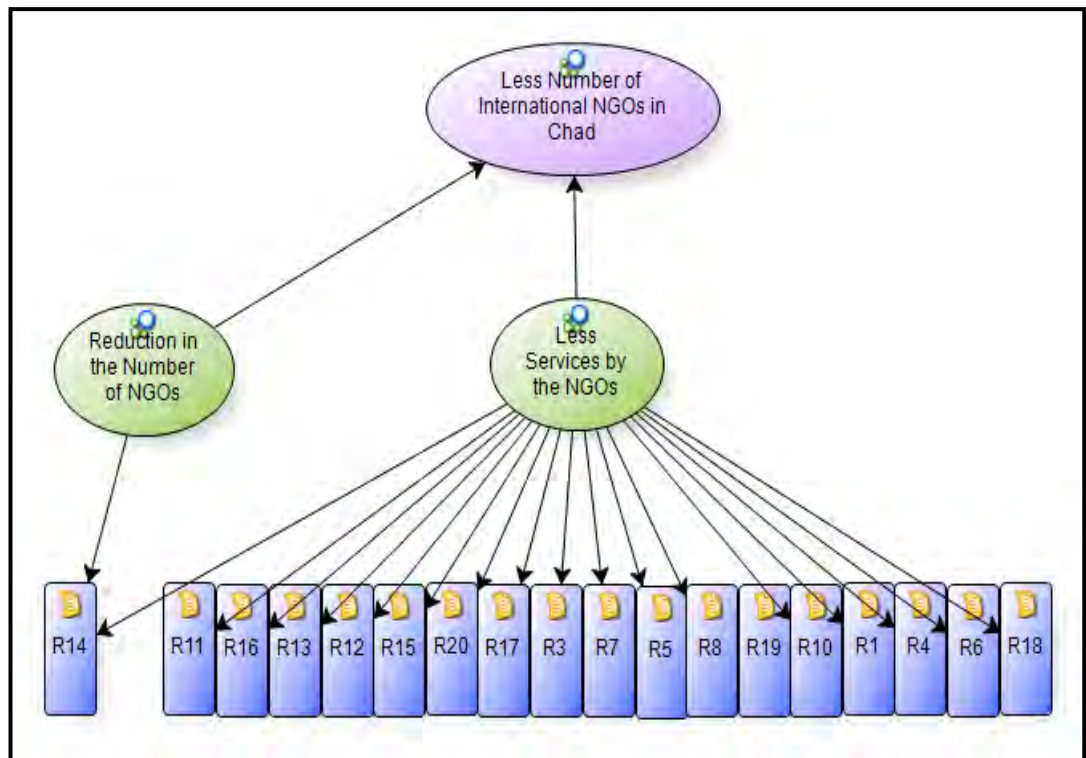 Less Number of
International NGOs in
Chad
Reduction in
the Number
of NGOs
Less
Services by
the NGOs
R14
R11
R16
R13
R12
R15
R20
R17
R3
R7
R5
R8
R19
R10
R1
R4
R6
R18